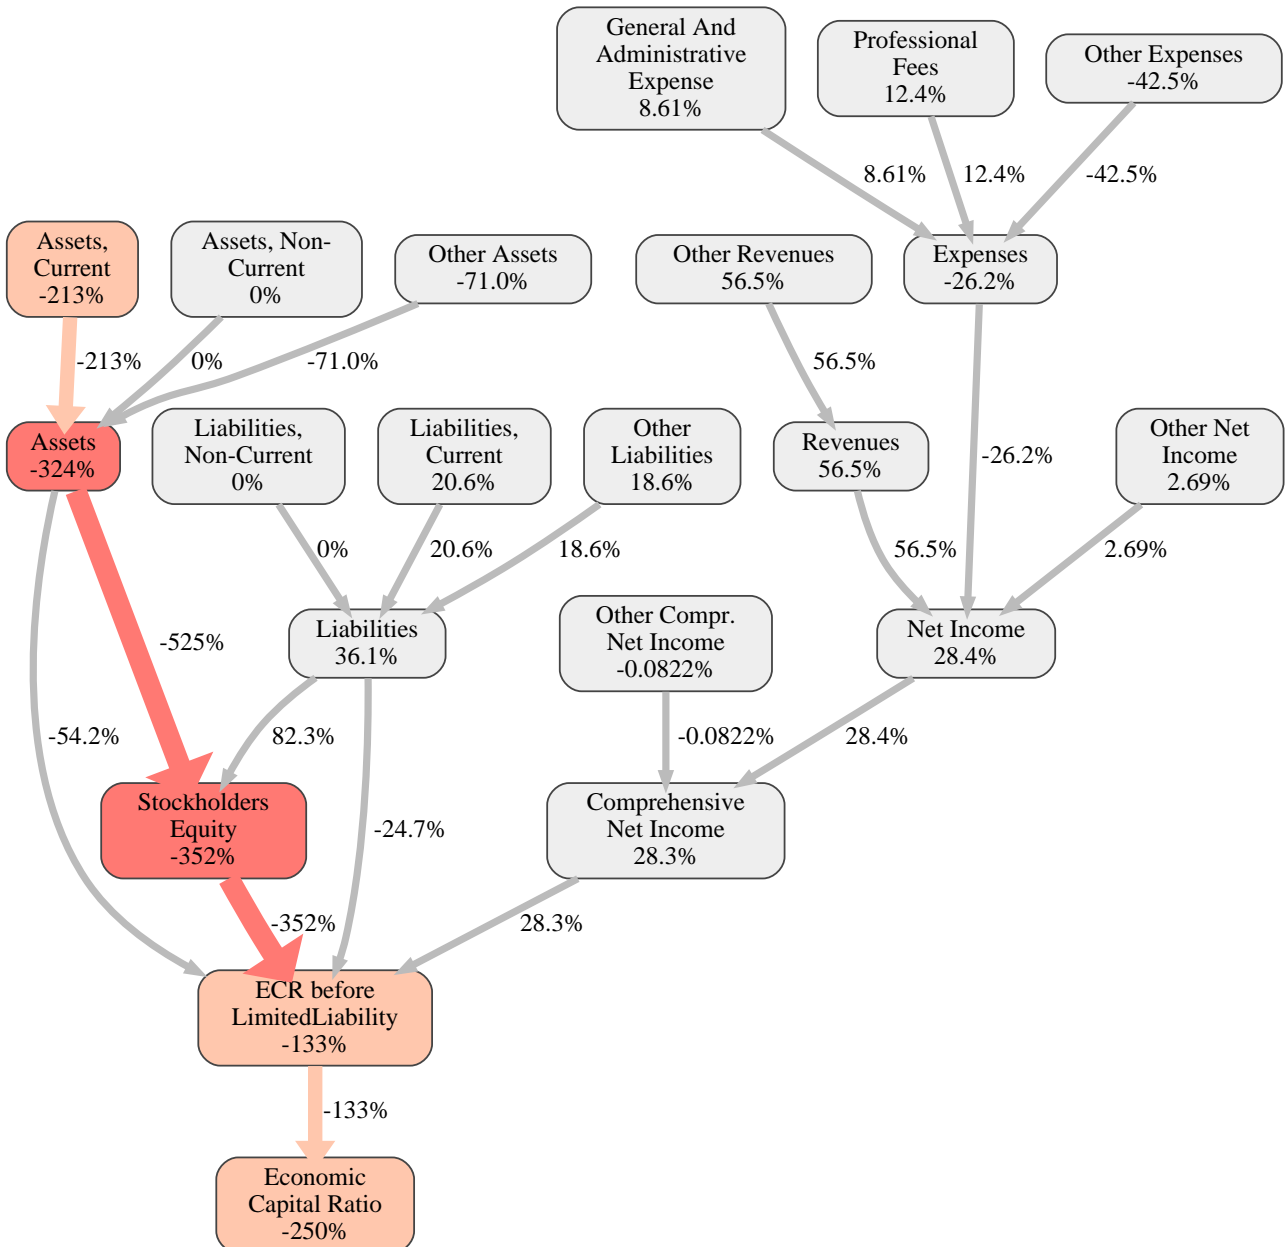 General And
Administrative
Expense
8.61%
Professional
Fees
12.4%
Other Expenses
-42.5%
8.61%
12.4%
-42.5%
Assets,
Current
-213%
Assets, Non-
Current
0%
Other Assets
-71.0%
Other Revenues
56.5%
Expenses
-26.2%
-213%
0%
-71.0%
56.5%
Assets
-324%
Liabilities,
Non-Current
0%
Liabilities,
Current
20.6%
Other
Liabilities
18.6%
Revenues
56.5%
-26.2%
Other Net
Income
2.69%
0%
20.6%
18.6%
56.5%
2.69%
-525%
Liabilities
36.1%
Other Compr.
Net Income
-0.0822%
Net Income
28.4%
-54.2%
82.3%
-0.0822%
28.4%
Stockholders
Equity
-352%
-24.7%
Comprehensive
Net Income
28.3%
-352%
28.3%
ECR before
LimitedLiability
-133%
-133%
Economic
Capital Ratio
-250%